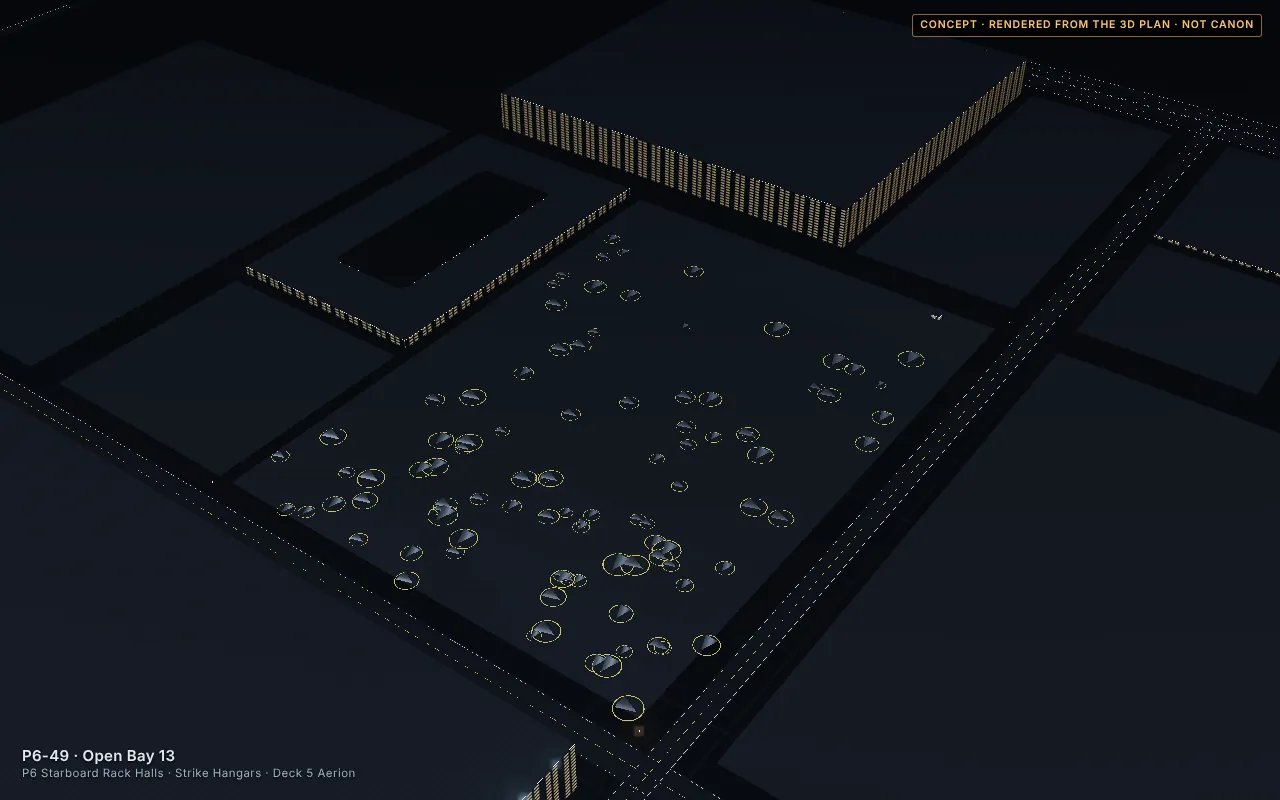 CONCEPT · RENDERED FROM THE 3D PLAN · NOT CANON
P6-49 · Open Bay 13
P6 Starboard Rack Halls · Strike Hangars · Deck 5 Aerion